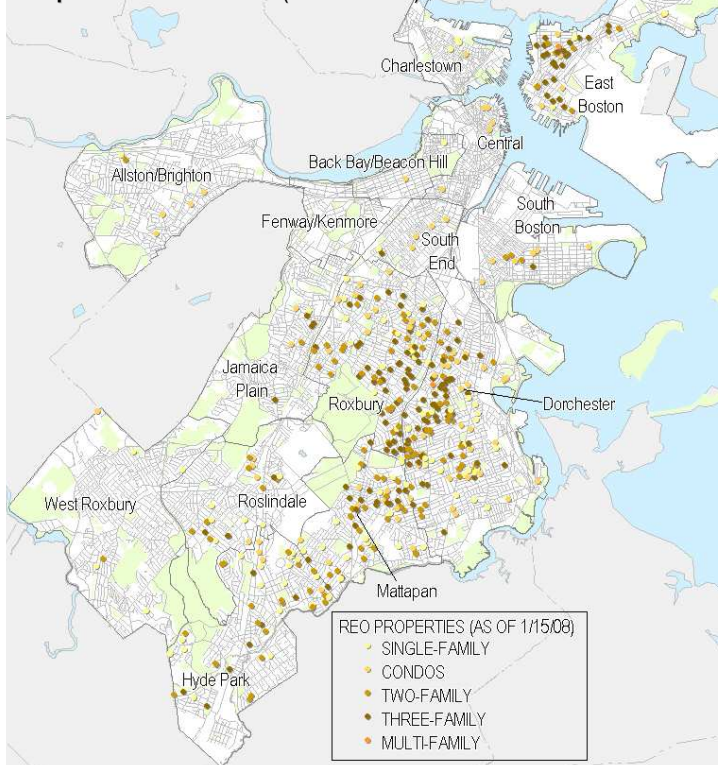 Charlestown
East
Boston
Central
Back Bay/Beacon Hill
Allston/Brighton
South
Boston
Fenway/Kenmore
South
End
Jamaica
Plain
Roxbury
Dorchester
West Roxbury
Roslindale
Mattapan
Hyde Park
REO PROPERTIES (AS OF 1/15/08)
SINGLE-FAMILY
CONDOS
TWO-FAMILY
THREE-FAMILY
MULTI-FAMILY